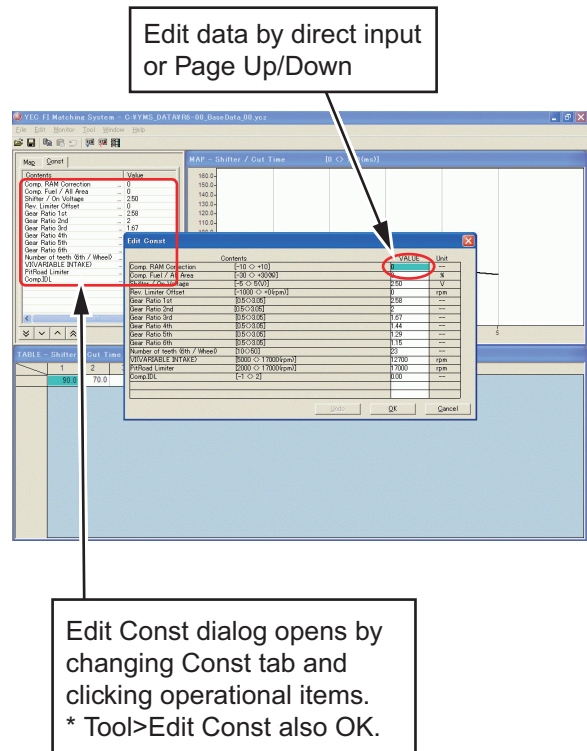 Edit data by direct input
or Page Up/Down
YEC FI Matching System - C:¥YMS_DATA¥R6-08_BaseData_00.ycz
File Edit Monitor Tool Window Help
Map Const
MAP - Shifter / Cut Time
Contents Value
Comp. RAM Correction ... 0
Comp. Fuel / All Area ... 0
Shifter / On Voltage ... 2.50
Rev. Limiter Offset ... 0
Gear Ratio 1st ... 2.58
Gear Ratio 2nd ... 2
Gear Ratio 3rd ... 1.67
Gear Ratio 4th
Gear Ratio 5th
Gear Ratio 6th
Number of teeth (6th / Wheel)
VI(VARIABLE INTAKE)
PitRoad Limiter
Comp.IDL
160.0
150.0
140.0
130.0
120.0
110.0
5
TABLE - Shifter / Cut Time
1 2
90.0 70.0
Edit Const
Contents VALUE Unit
Comp. RAM Correction [-10 <> +10] 0 ---
Comp. Fuel / All Area [-30 <> +30(%)] %
Shifter / On Voltage [-5 <> 5(V)] 2.50 V
Rev. Limiter Offset [-1000 <> +0(rpm)] 0 rpm
Gear Ratio 1st [0.5<>3.05] 2.58 ---
Gear Ratio 2nd [0.5<>3.05] 2 ---
Gear Ratio 3rd [0.5<>3.05] 1.67 ---
Gear Ratio 4th [0.5<>3.05] 1.44 ---
Gear Ratio 5th [0.5<>3.05] 1.29 ---
Gear Ratio 6th [0.5<>3.05] 1.15 ---
Number of teeth (6th / Wheel) [10<>50] 23 ---
VI(VARIABLE INTAKE) [5000 <> 17000(rpm)] 12700 rpm
PitRoad Limiter [2000 <> 17000(rpm)] 17000 rpm
Comp.IDL [-1 <> 2] 0.00 ---
Undo OK Cancel
Edit Const dialog opens by
changing Const tab and
clicking operational items.
* Tool>Edit Const also OK.